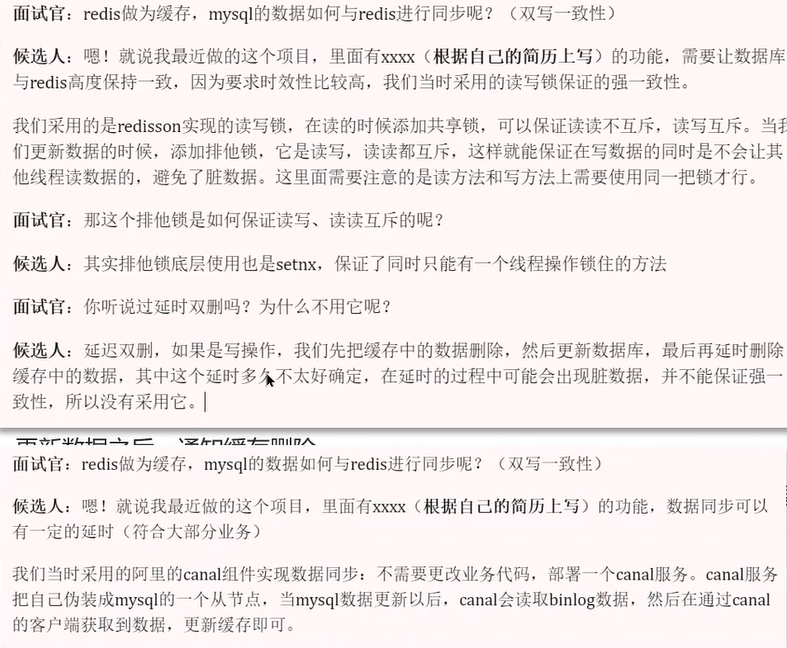 面试官：redis做为缓存，mysql的数据如何与redis进行同步呢？（双写一致性）
候选人：嗯！就说我最近做的这个项目，里面有xxxx（根据自己的简历上写）的功能，需要让数据库
与redis高度保持一致，因为要求时效性比较高，我们当时采用的读写锁保证的强一致性。
我们采用的是redisson实现的读写锁，在读的时候添加共享锁，可以保证读读不互斥，读写互斥。当我
们更新数据的时候，添加排他锁，它是读写，读读都互斥，这样就能保证在写数据的同时是不会让其
他线程读数据的，避免了脏数据。这里面需要注意的是读方法和写方法上需要使用同一把锁才行。
面试官：那这个排他锁是如何保证读写、读读互斥的呢？
候选人：其实排他锁底层使用也是setnx，保证了同时只能有一个线程操作锁住的方法
面试官：你听说过延时双删吗？为什么不用它呢？
候选人：延迟双删，如果是写操作，我们先把缓存中的数据删除，然后更新数据库，最后再延时删除
缓存中的数据，其中这个延时多久不太好确定，在延时的过程中可能会出现脏数据，并不能保证强一
致性，所以没有采用它。
更新数据之后，通知缓存删除
面试官：redis做为缓存，mysql的数据如何与redis进行同步呢？（双写一致性）
候选人：嗯！就说我最近做的这个项目，里面有xxxx（根据自己的简历上写）的功能，数据同步可以
有一定的延时（符合大部分业务）
我们当时采用的阿里的canal组件实现数据同步：不需要更改业务代码，部署一个canal服务。canal服务
把自己伪装成mysql的一个从节点，当mysql数据更新以后，canal会读取binlog数据，然后在通过canal
的客户端获取到数据，更新缓存即可。